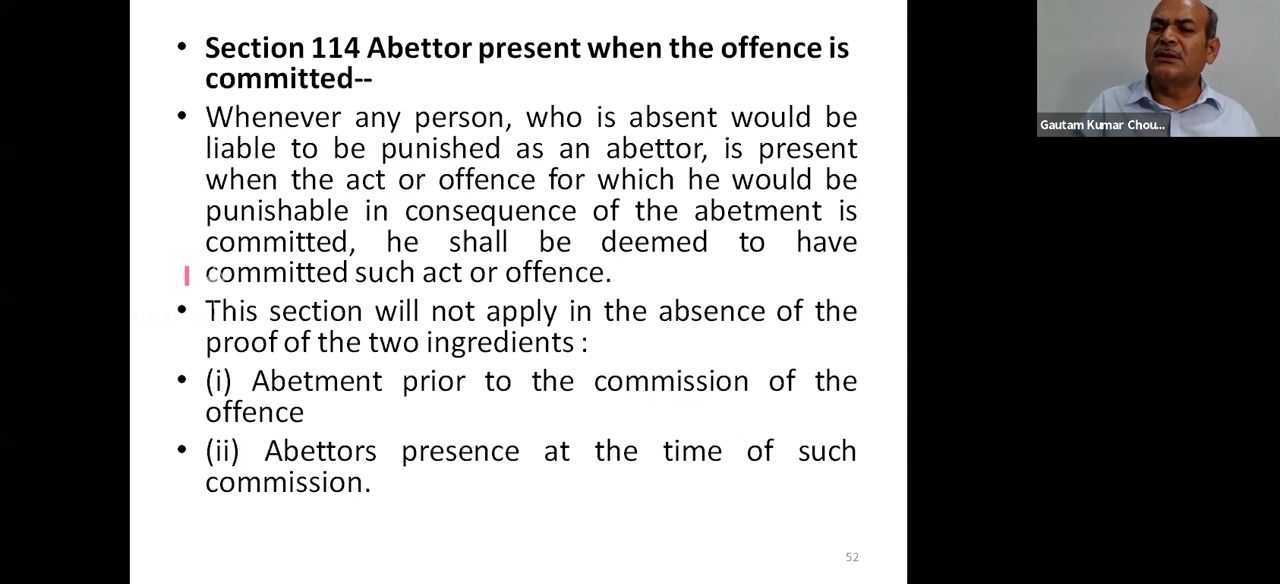 • Section 114 Abettor present when the offence is
committed--
• Whenever any person, who is absent would be
liable to be punished as an abettor, is present
when the act or offence for which he would be
punishable in consequence of the abetment is
committed, he shall be deemed to have
committed such act or offence.
• This section will not apply in the absence of the
proof of the two ingredients :
• (i) Abetment prior to the commission of the
offence
• (ii) Abettors presence at the time of such
commission.
52
Gautam Kumar Chou...